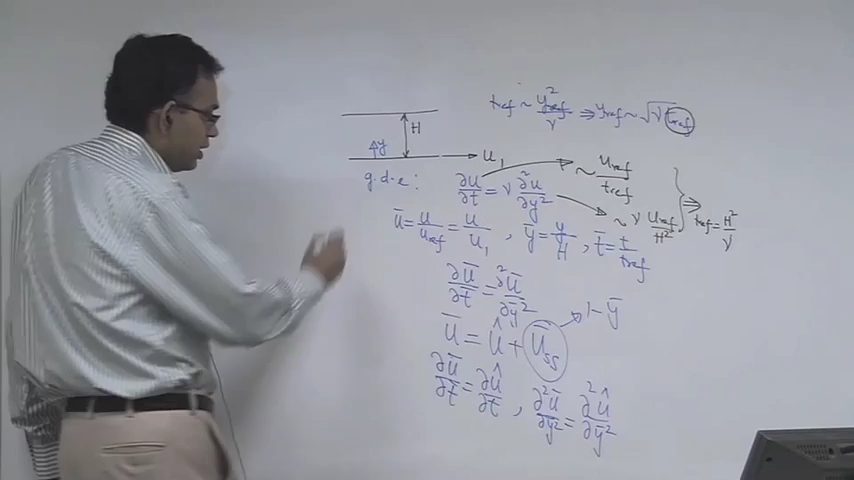 tref ~ y²ref/ν ⇒ yref ~ √(ν tref)
H
↑y
→ u₁
g.d.e : ∂u/∂t = ν ∂²u/∂y²
~ uref/tref
~ ν uref/H² } ⇒ tref = H²/ν
ū = u/uref = u/u₁ , ȳ = y/H , t̄ = t/tref
∂ū/∂t̄ = ∂²ū/∂ȳ²
ū = û + ūss → 1-ȳ
∂ū/∂t̄ = ∂û/∂t̄ , ∂²ū/∂ȳ² = ∂²û/∂ȳ²